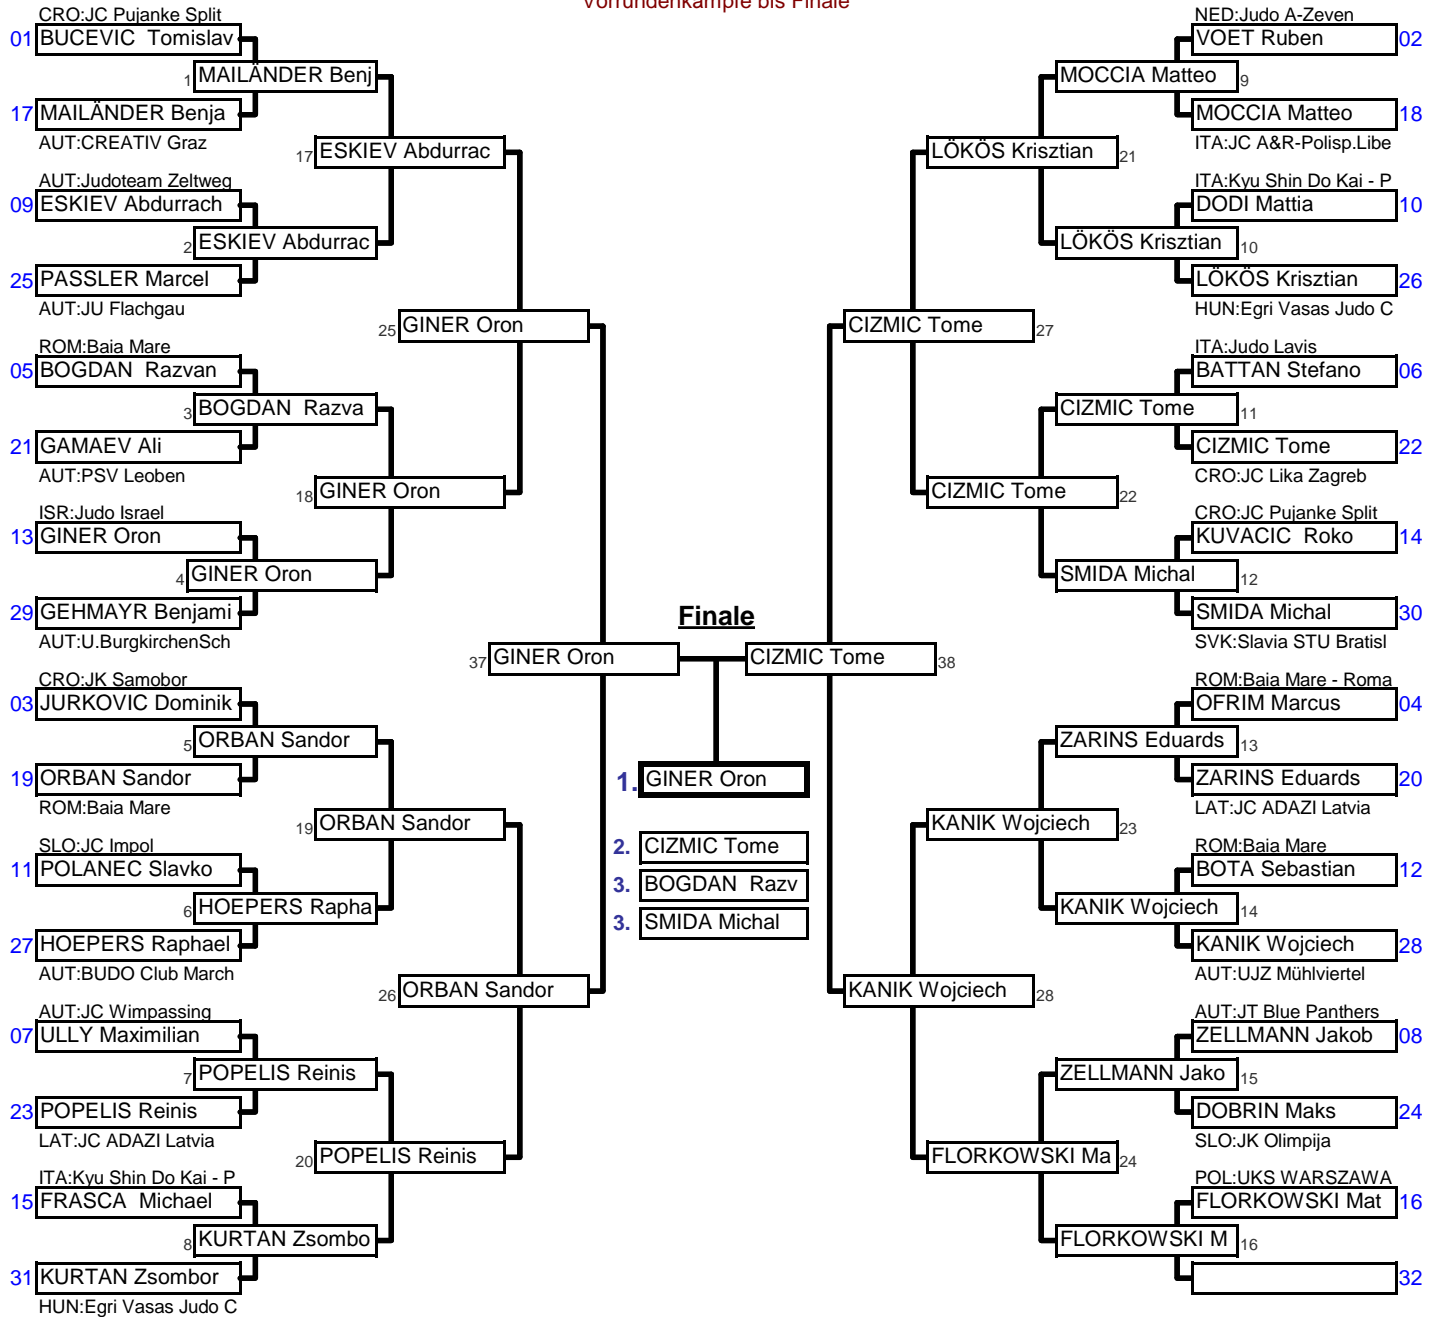 Vorrundenkämpfe bis Finale
CRO:JC Pujanke Split
01 BUCEVIC  Tomislav
1 MAILÄNDER Benj
17 MAILÄNDER Benja
AUT:CREATIV Graz
17 ESKIEV Abdurrac
AUT:Judoteam Zeltweg
09 ESKIEV Abdurrach
2 ESKIEV Abdurrac
25 PASSLER Marcel
AUT:JU Flachgau
25 GINER Oron
ROM:Baia Mare
05 BOGDAN  Razvan
3 BOGDAN  Razva
21 GAMAEV Ali
AUT:PSV Leoben
18 GINER Oron
ISR:Judo Israel
13 GINER Oron
4 GINER Oron
29 GEHMAYR Benjami
AUT:U.BurgkirchenSch
37 GINER Oron
CRO:JK Samobor
03 JURKOVIC Dominik
5 ORBAN Sandor
19 ORBAN Sandor
ROM:Baia Mare
19 ORBAN Sandor
SLO:JC Impol
11 POLANEC Slavko
6 HOEPERS Rapha
27 HOEPERS Raphael
AUT:BUDO Club March
26 ORBAN Sandor
AUT:JC Wimpassing
07 ULLY Maximilian
7 POPELIS Reinis
23 POPELIS Reinis
LAT:JC ADAZI Latvia
20 POPELIS Reinis
ITA:Kyu Shin Do Kai - P
15 FRASCA  Michael
8 KURTAN Zsombo
31 KURTAN Zsombor
HUN:Egri Vasas Judo C
Finale
1. GINER Oron
2. CIZMIC Tome
3. BOGDAN  Razv
3. SMIDA Michal
NED:Judo A-Zeven
VOET Ruben 02
MOCCIA Matteo 9
MOCCIA Matteo 18
ITA:JC A&R-Polisp.Libe
LÖKÖS Krisztian 21
ITA:Kyu Shin Do Kai - P
DODI Mattia 10
LÖKÖS Krisztian 10
LÖKÖS Krisztian 26
HUN:Egri Vasas Judo C
CIZMIC Tome 27
ITA:Judo Lavis
BATTAN Stefano 06
CIZMIC Tome 11
CIZMIC Tome 22
CRO:JC Lika Zagreb
CIZMIC Tome 22
CRO:JC Pujanke Split
KUVACIC  Roko 14
SMIDA Michal 12
SMIDA Michal 30
SVK:Slavia STU Bratisl
CIZMIC Tome 38
ROM:Baia Mare - Roma
OFRIM Marcus 04
ZARINS Eduards 13
ZARINS Eduards 20
LAT:JC ADAZI Latvia
KANIK Wojciech 23
ROM:Baia Mare
BOTA Sebastian 12
KANIK Wojciech 14
KANIK Wojciech 28
AUT:UJZ Mühlviertel
KANIK Wojciech 28
AUT:JT Blue Panthers
ZELLMANN Jakob 08
ZELLMANN Jako 15
DOBRIN Maks 24
SLO:JK Olimpija
FLORKOWSKI Ma 24
POL:UKS WARSZAWA
FLORKOWSKI Mat 16
FLORKOWSKI M 16
32